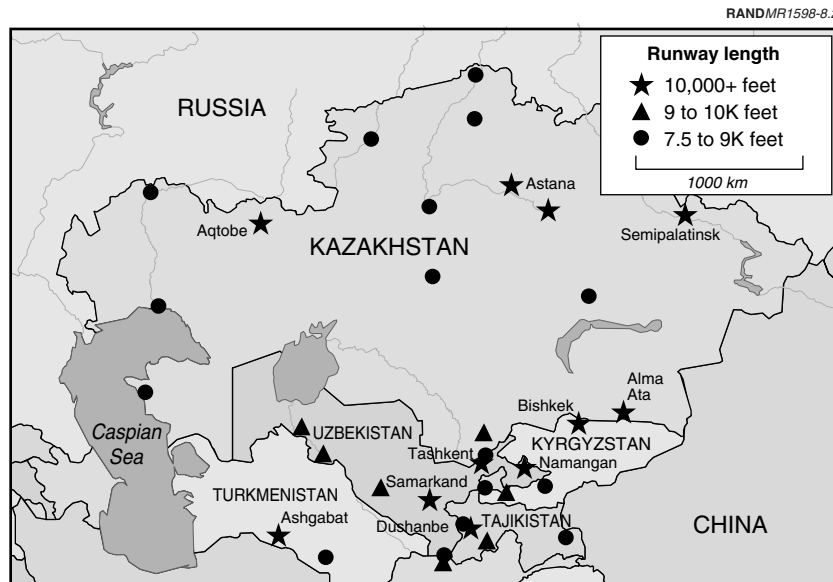 RANDMR1598-8.2
Runway length
10,000+ feet
9 to 10K feet
7.5 to 9K feet
1000 km
RUSSIA
Astana
Aqtobe
Semipalatinsk
KAZAKHSTAN
Alma
Ata
Bishkek
Caspian
Sea
UZBEKISTAN
Tashkent
KYRGYZSTAN
Namangan
Samarkand
TURKMENISTAN
Dushanbe
TAJIKISTAN
Ashgabat
CHINA